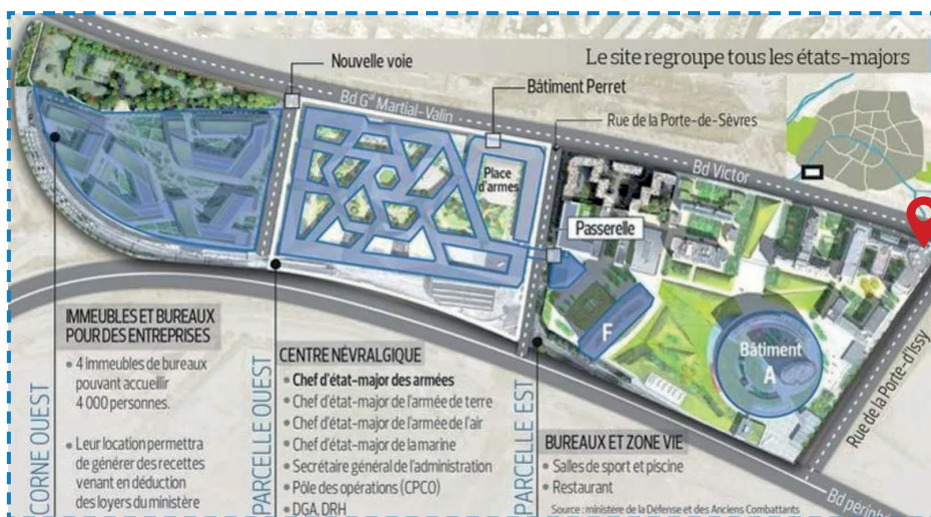 Le site regroupe tous les états-majors
Nouvelle voie
Bd Gal Martial-Valin
Bâtiment Perret
Rue de la Porte-de-Sèvres
Bd Victor
Place
d'armes
Passerelle
F
Bâtiment
A
Rue de la Porte-d'Issy
Bd périphé
CORNE OUEST
IMMEUBLES ET BUREAUX
POUR DES ENTREPRISES
• 4 immeubles de bureaux
pouvant accueillir
4 000 personnes.
• Leur location permettra
de générer des recettes
venant en déduction
des loyers du ministère
PARCELLE OUEST
CENTRE NÉVRALGIQUE
• Chef d'état-major des armées
• Chef d'état-major de l'armée de terre
• Chef d'état-major de l'armée de l'air
• Chef d'état-major de la marine
• Secrétaire général de l'administration
• Pôle des opérations (CPCO)
• DGA, DRH
PARCELLE EST
BUREAUX ET ZONE VIE
• Salles de sport et piscine
• Restaurant
Source : ministère de la Défense et des Anciens Combattants